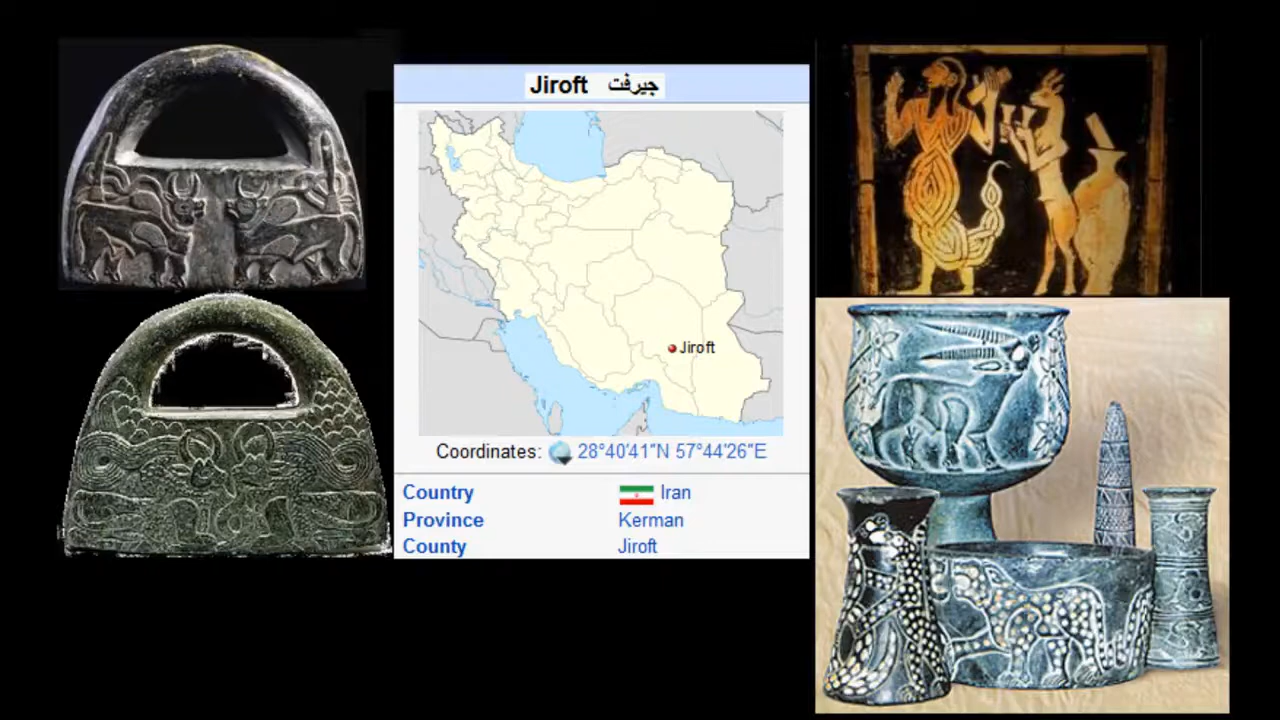 Jiroft جیرفت
Jiroft
Coordinates: 28°40′41″N 57°44′26″E
Country Iran
Province Kerman
County Jiroft